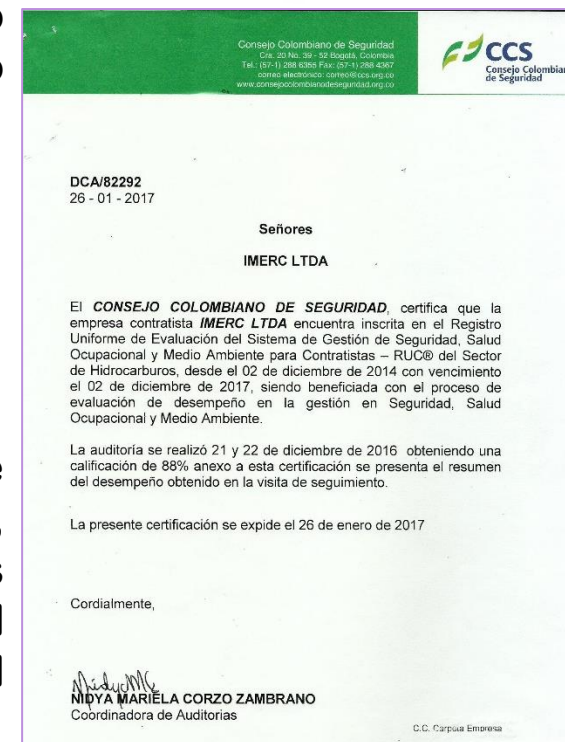 Consejo Colombiano de Seguridad
Cra. 20 No. 39 - 52 Bogotá, Colombia
Tel.: (57-1) 288 6355 Fax: (57-1) 288 4367
correo electrónico: correo@ccs.org.co
www.consejocolombianodeseguridad.org.co
CCS
Consejo Colombian
de Seguridad
DCA/82292
26 - 01 - 2017
Señores
IMERC LTDA
El CONSEJO COLOMBIANO DE SEGURIDAD, certifica que la
empresa contratista IMERC LTDA encuentra inscrita en el Registro
Uniforme de Evaluación del Sistema de Gestión de Seguridad, Salud
Ocupacional y Medio Ambiente para Contratistas – RUC® del Sector
de Hidrocarburos, desde el 02 de diciembre de 2014 con vencimiento
el 02 de diciembre de 2017, siendo beneficiada con el proceso de
evaluación de desempeño en la gestión en Seguridad, Salud
Ocupacional y Medio Ambiente.
La auditoría se realizó 21 y 22 de diciembre de 2016 obteniendo una
calificación de 88% anexo a esta certificación se presenta el resumen
del desempeño obtenido en la visita de seguimiento.
La presente certificación se expide el 26 de enero de 2017
Cordialmente,
NIDYA MARIELA CORZO ZAMBRANO
Coordinadora de Auditorias
C.C. Carpeta Empresa